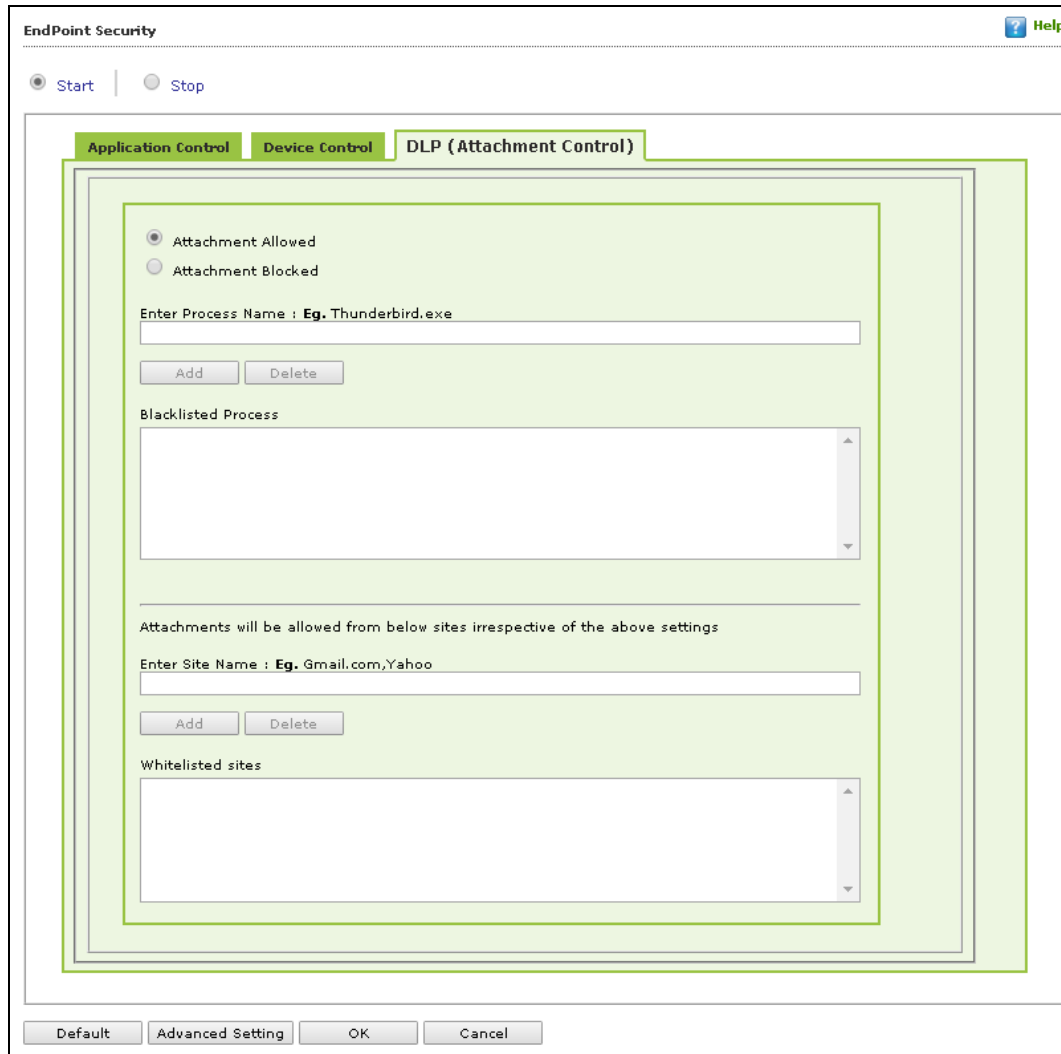 EndPoint Security
Help
Start
Stop
Application Control
Device Control
DLP (Attachment Control)
Attachment Allowed
Attachment Blocked
Enter Process Name : Eg. Thunderbird.exe
Add
Delete
Blacklisted Process
Attachments will be allowed from below sites irrespective of the above settings
Enter Site Name : Eg. Gmail.com,Yahoo
Add
Delete
Whitelisted sites
Default
Advanced Setting
OK
Cancel